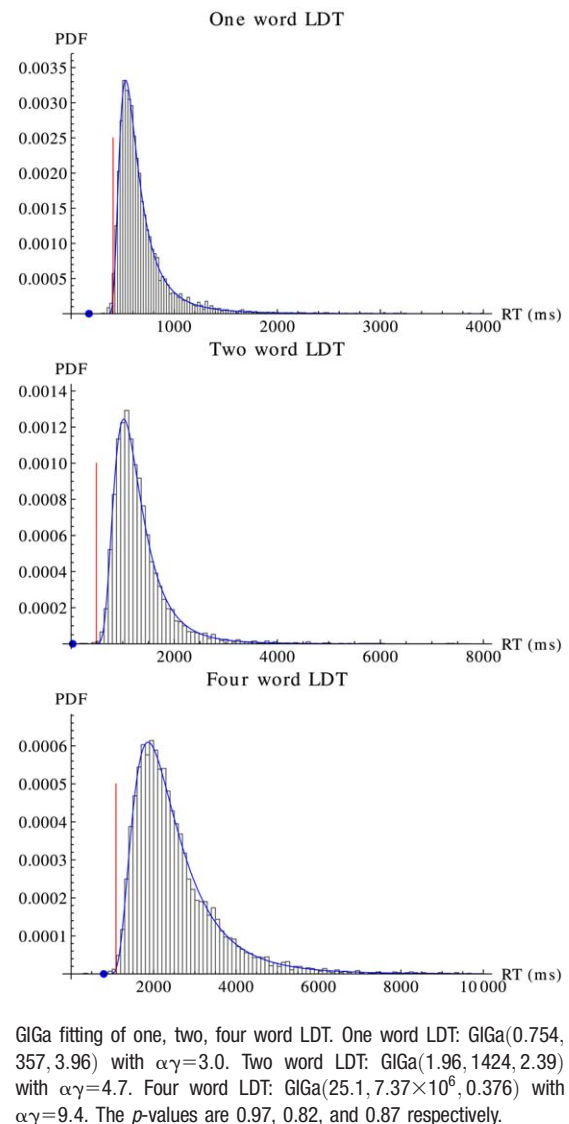 One word LDT
PDF
0.0035
0.0030
0.0025
0.0020
0.0015
0.0010
0.0005
1000 2000 3000 4000 RT (ms)
Two word LDT
PDF
0.0014
0.0012
0.0010
0.0008
0.0006
0.0004
0.0002
2000 4000 6000 8000 RT (ms)
Four word LDT
PDF
0.0006
0.0005
0.0004
0.0003
0.0002
0.0001
2000 4000 6000 8000 10 000 RT (ms)
GIGa fitting of one, two, four word LDT. One word LDT: GIGa(0.754,
357, 3.96) with αγ=3.0. Two word LDT: GIGa(1.96, 1424, 2.39)
with αγ=4.7. Four word LDT: GIGa(25.1, 7.37×10⁶, 0.376) with
αγ=9.4. The p-values are 0.97, 0.82, and 0.87 respectively.